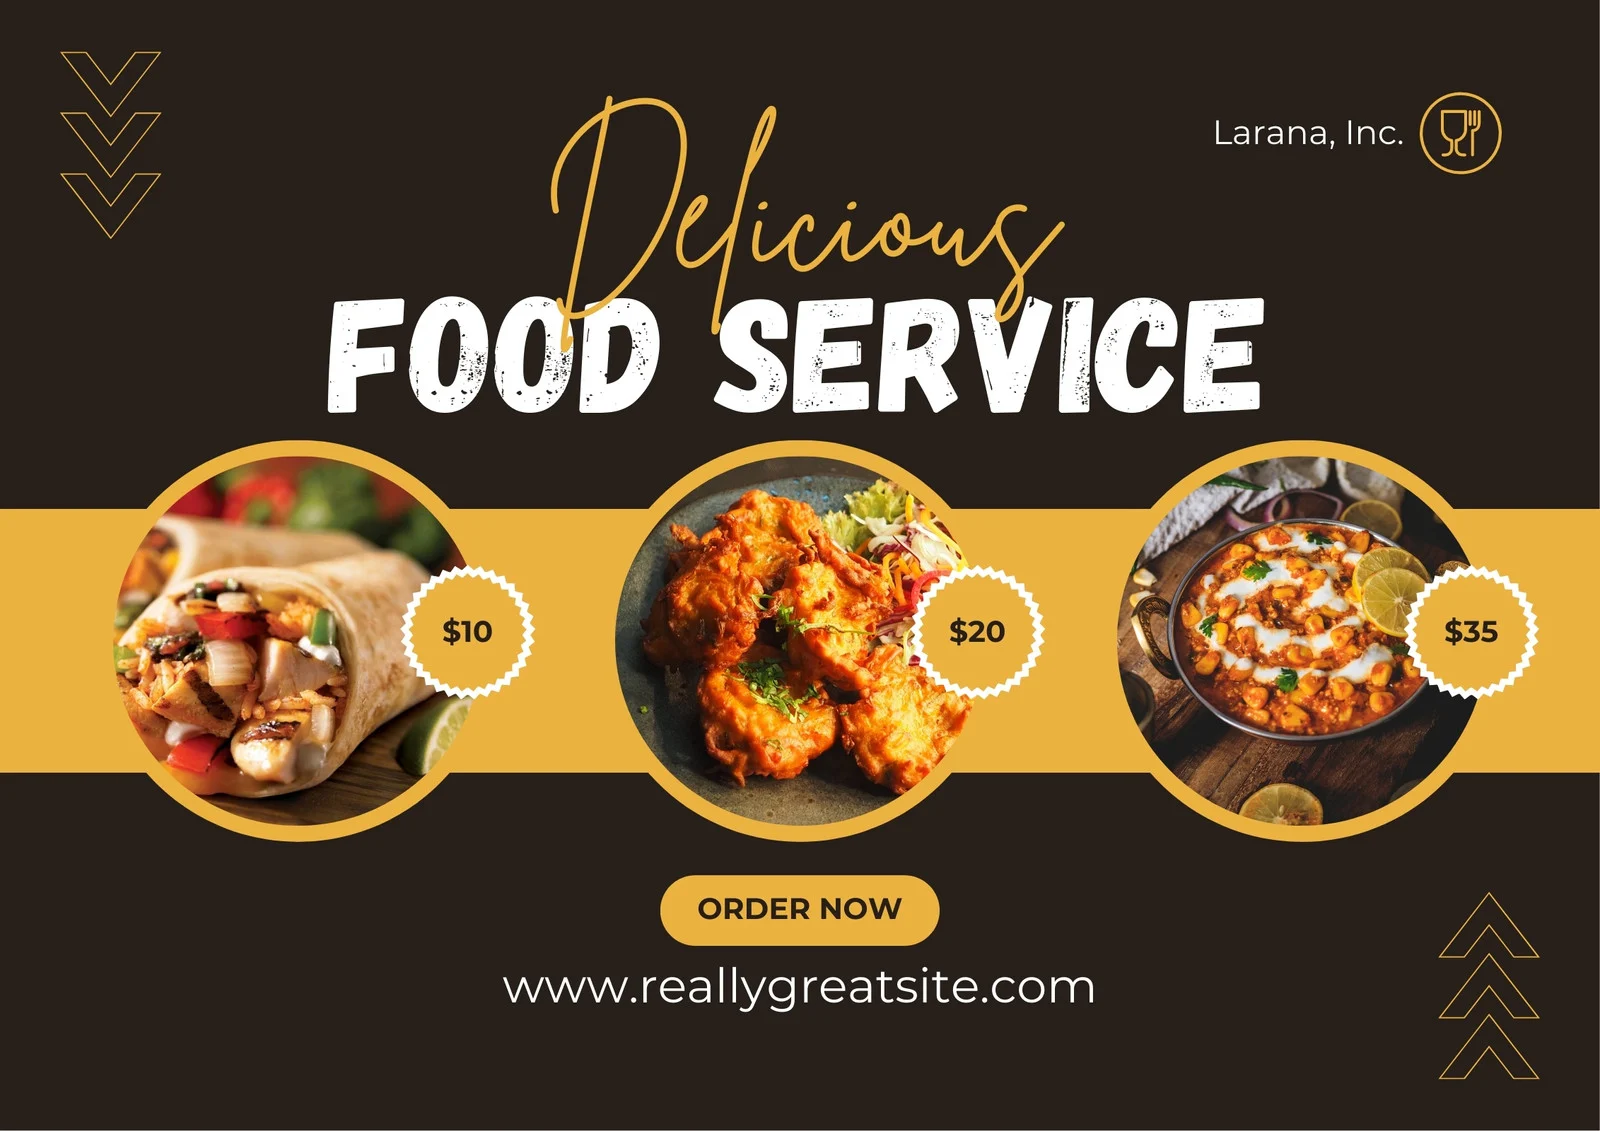 Larana, Inc.
Delicious
FOOD SERVICE
$10
$20
$35
ORDER NOW
www.reallygreatsite.com